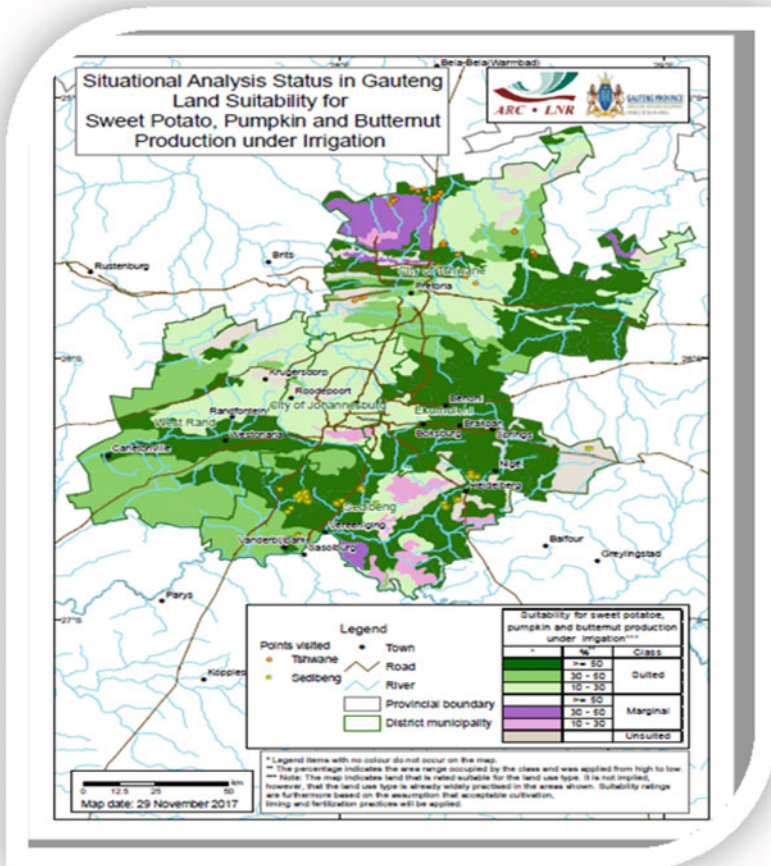 Bela-Bela(Warmbad)
Situational Analysis Status in Gauteng
Land Suitability for
Sweet Potato, Pumpkin and Butternut
Production under Irrigation
ARC • LNR
GAUTENG PROVINCE
Rustenburg
Brits
City of Tshwane
Pretoria
26°S
26°S
Krugersdorp
Roodepoort
City of Johannesburg
Benoni
Ekurhuleni
Randfontein
West Rand
Brakpan
Boksburg
Springs
Westonaria
Carletonville
Nigel
Heidelberg
Sedibeng
Vereeniging
Vanderbijlpark
Sasolburg
Balfour
Greylingstad
Parys
27°S
27°S
Koppies
Legend
Points visited
Tshwane
Sedibeng
Town
Road
River
Provincial boundary
District municipality
Suitability for sweet potatoe,
pumpkin and butternut production
under irrigation***
* %** Class
>= 50
30 - 50 Suited
10 - 30
>= 50
30 - 50 Marginal
10 - 30
Unsuited
* Legend items with no colour do not occur on the map.
** The percentage indicates the area range occupied by the class and was applied from high to low.
*** Note: The map indicates land that is rated suitable for the land use type. It is not implied,
however, that the land use type is already widely practised in the areas shown. Suitability ratings
are furthermore based on the assumption that acceptable cultivation,
liming and fertilization practices will be applied.
km
0 12.5 25 50
Map date: 29 November 2017